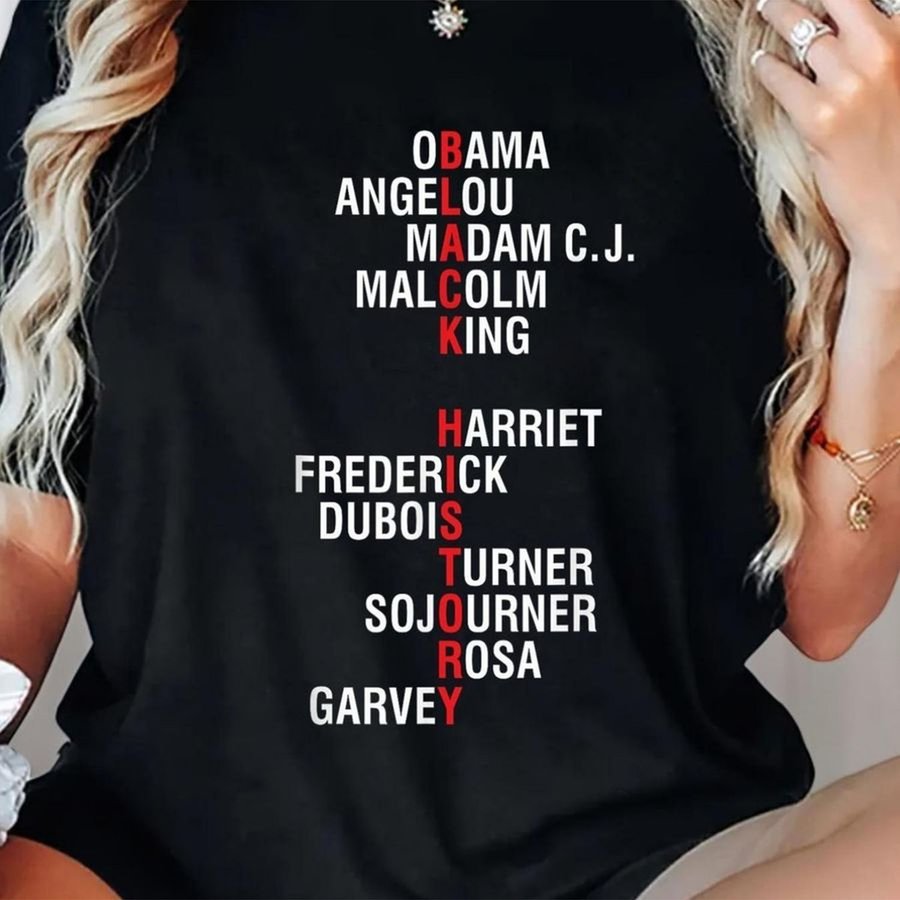 OBAMA
ANGELOU
MADAM C.J.
MALCOLM
KING
HARRIET
FREDERICK
DUBOIS
TURNER
SOJOURNER
ROSA
GARVEY